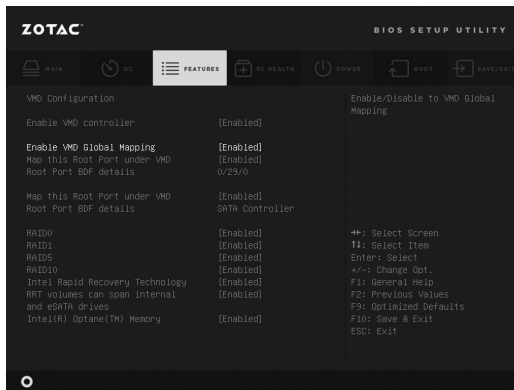 ZOTAC
BIOS SETUP UTILITY
MAIN
OC
FEATURES
PC HEALTH
POWER
BOOT
SAVE/EXIT
VMD Configuration
Enable VMD controller [Enabled]
Enable VMD Global Mapping [Enabled]
Map this Root Port under VMD [Enabled]
Root Port BDF details 0/29/0
Map this Root Port under VMD [Enabled]
Root Port BDF details SATA Controller
RAID0 [Enabled]
RAID1 [Enabled]
RAID5 [Enabled]
RAID10 [Enabled]
Intel Rapid Recovery Technology [Enabled]
RRT volumes can span internal [Enabled]
and eSATA drives
Intel(R) Optane(TM) Memory [Enabled]
Enable/Disable to VMD Global
Mapping
→←: Select Screen
↑↓: Select Item
Enter: Select
+/-: Change Opt.
F1: General Help
F2: Previous Values
F9: Optimized Defaults
F10: Save & Exit
ESC: Exit